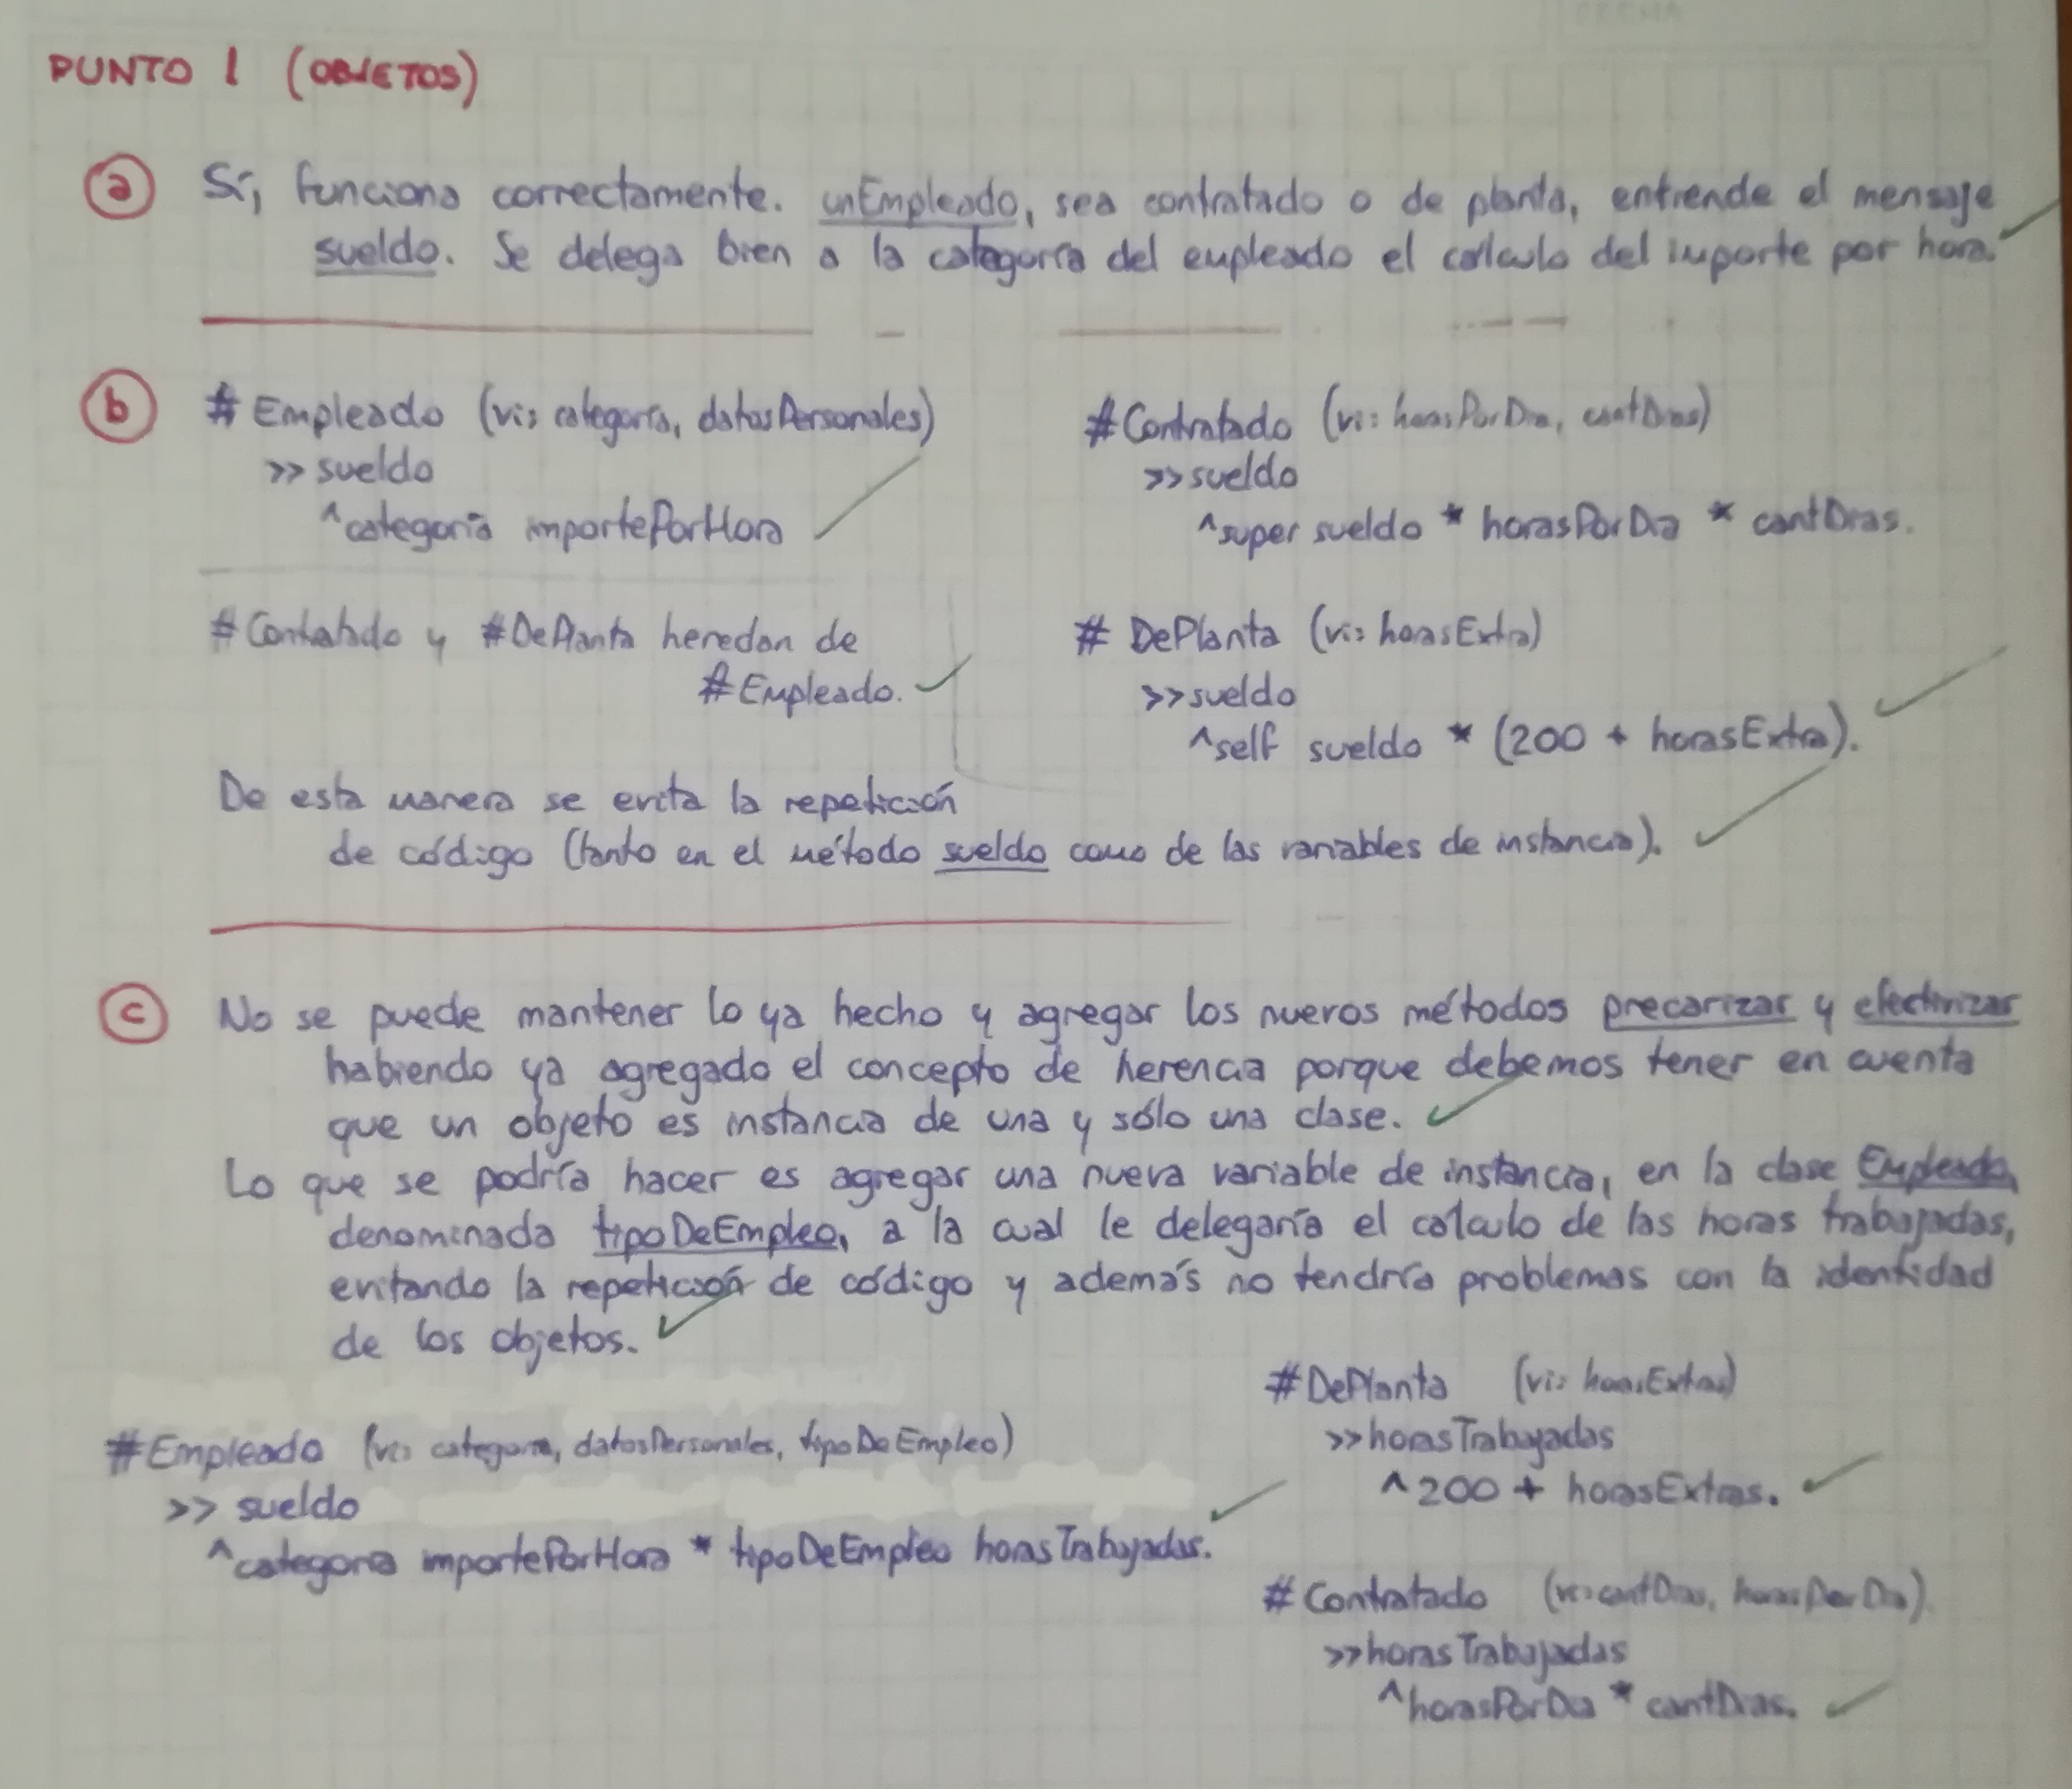 FECHA
PUNTO 1 (OBJETOS)
a Sí, funciona correctamente. unEmpleado, sea contratado o de planta, entiende el mensaje
sueldo. Se delega bien a la categoría del empleado el calculo del importe por hora.
b #Empleado (vi: categoría, datosPersonales)
>> sueldo
^categoría importePorHora
#Contratado y #DePlanta heredan de
#Empleado.
#Contratado (vi: horasPorDía, cantDías)
>> sueldo
^super sueldo * horasPorDía * cantDías.
# DePlanta (vi: horasExtra)
>> sueldo
^self sueldo * (200 + horasExtra).
De esta manera se evita la repetición
de código (tanto en el método sueldo como de las variables de instancia).
c No se puede mantener lo ya hecho y agregar los nuevos métodos precarizar y efectivizar
habiendo ya agregado el concepto de herencia porque debemos tener en cuenta
que un objeto es instancia de una y sólo una clase.
Lo que se podría hacer es agregar una nueva variable de instancia, en la clase Empleado,
denominada tipoDeEmpleo, a la cual le delegaría el calculo de las horas trabajadas,
evitando la repetición de código y además no tendría problemas con la identidad
de los objetos.
#Empleado (vi: categoria, datosPersonales, tipoDeEmpleo)
>> sueldo
^categoria importePorHora * tipoDeEmpleo horasTrabajadas.
#DePlanta (vi: horasExtras)
>>horasTrabajadas
^200 + horasExtras.
#Contratado (vi: cantDías, horasPorDía)
>>horasTrabajadas
^horasPorDía * cantDías.